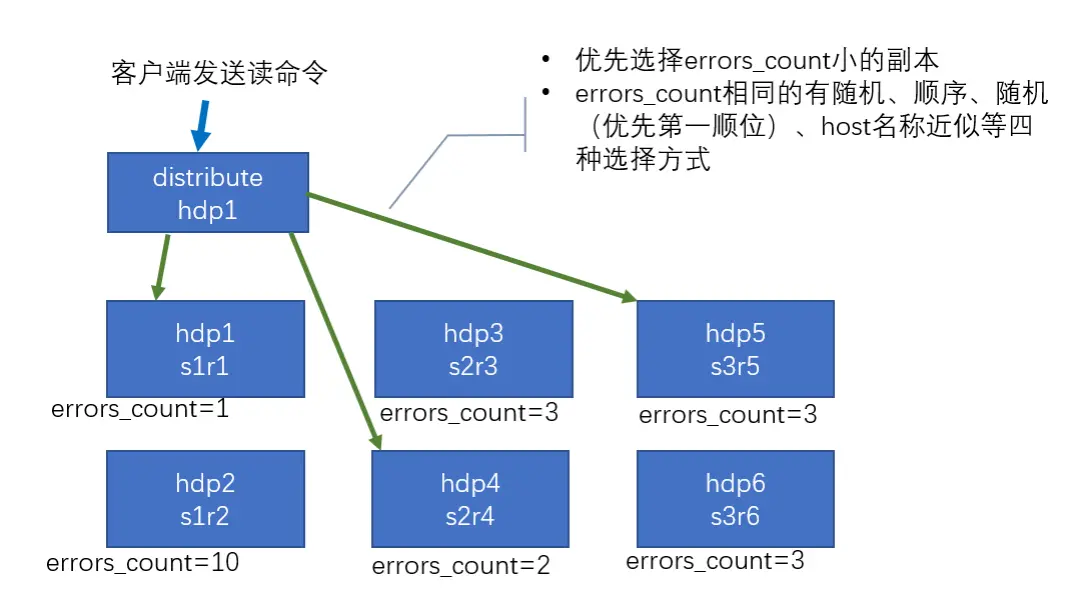 客户端发送读命令
• 优先选择errors_count小的副本
• errors_count相同的有随机、顺序、随机
（优先第一顺位）、host名称近似等四
种选择方式
distribute
hdp1
hdp1
s1r1
errors_count=1
hdp3
s2r3
errors_count=3
hdp5
s3r5
errors_count=3
hdp2
s1r2
errors_count=10
hdp4
s2r4
errors_count=2
hdp6
s3r6
errors_count=3